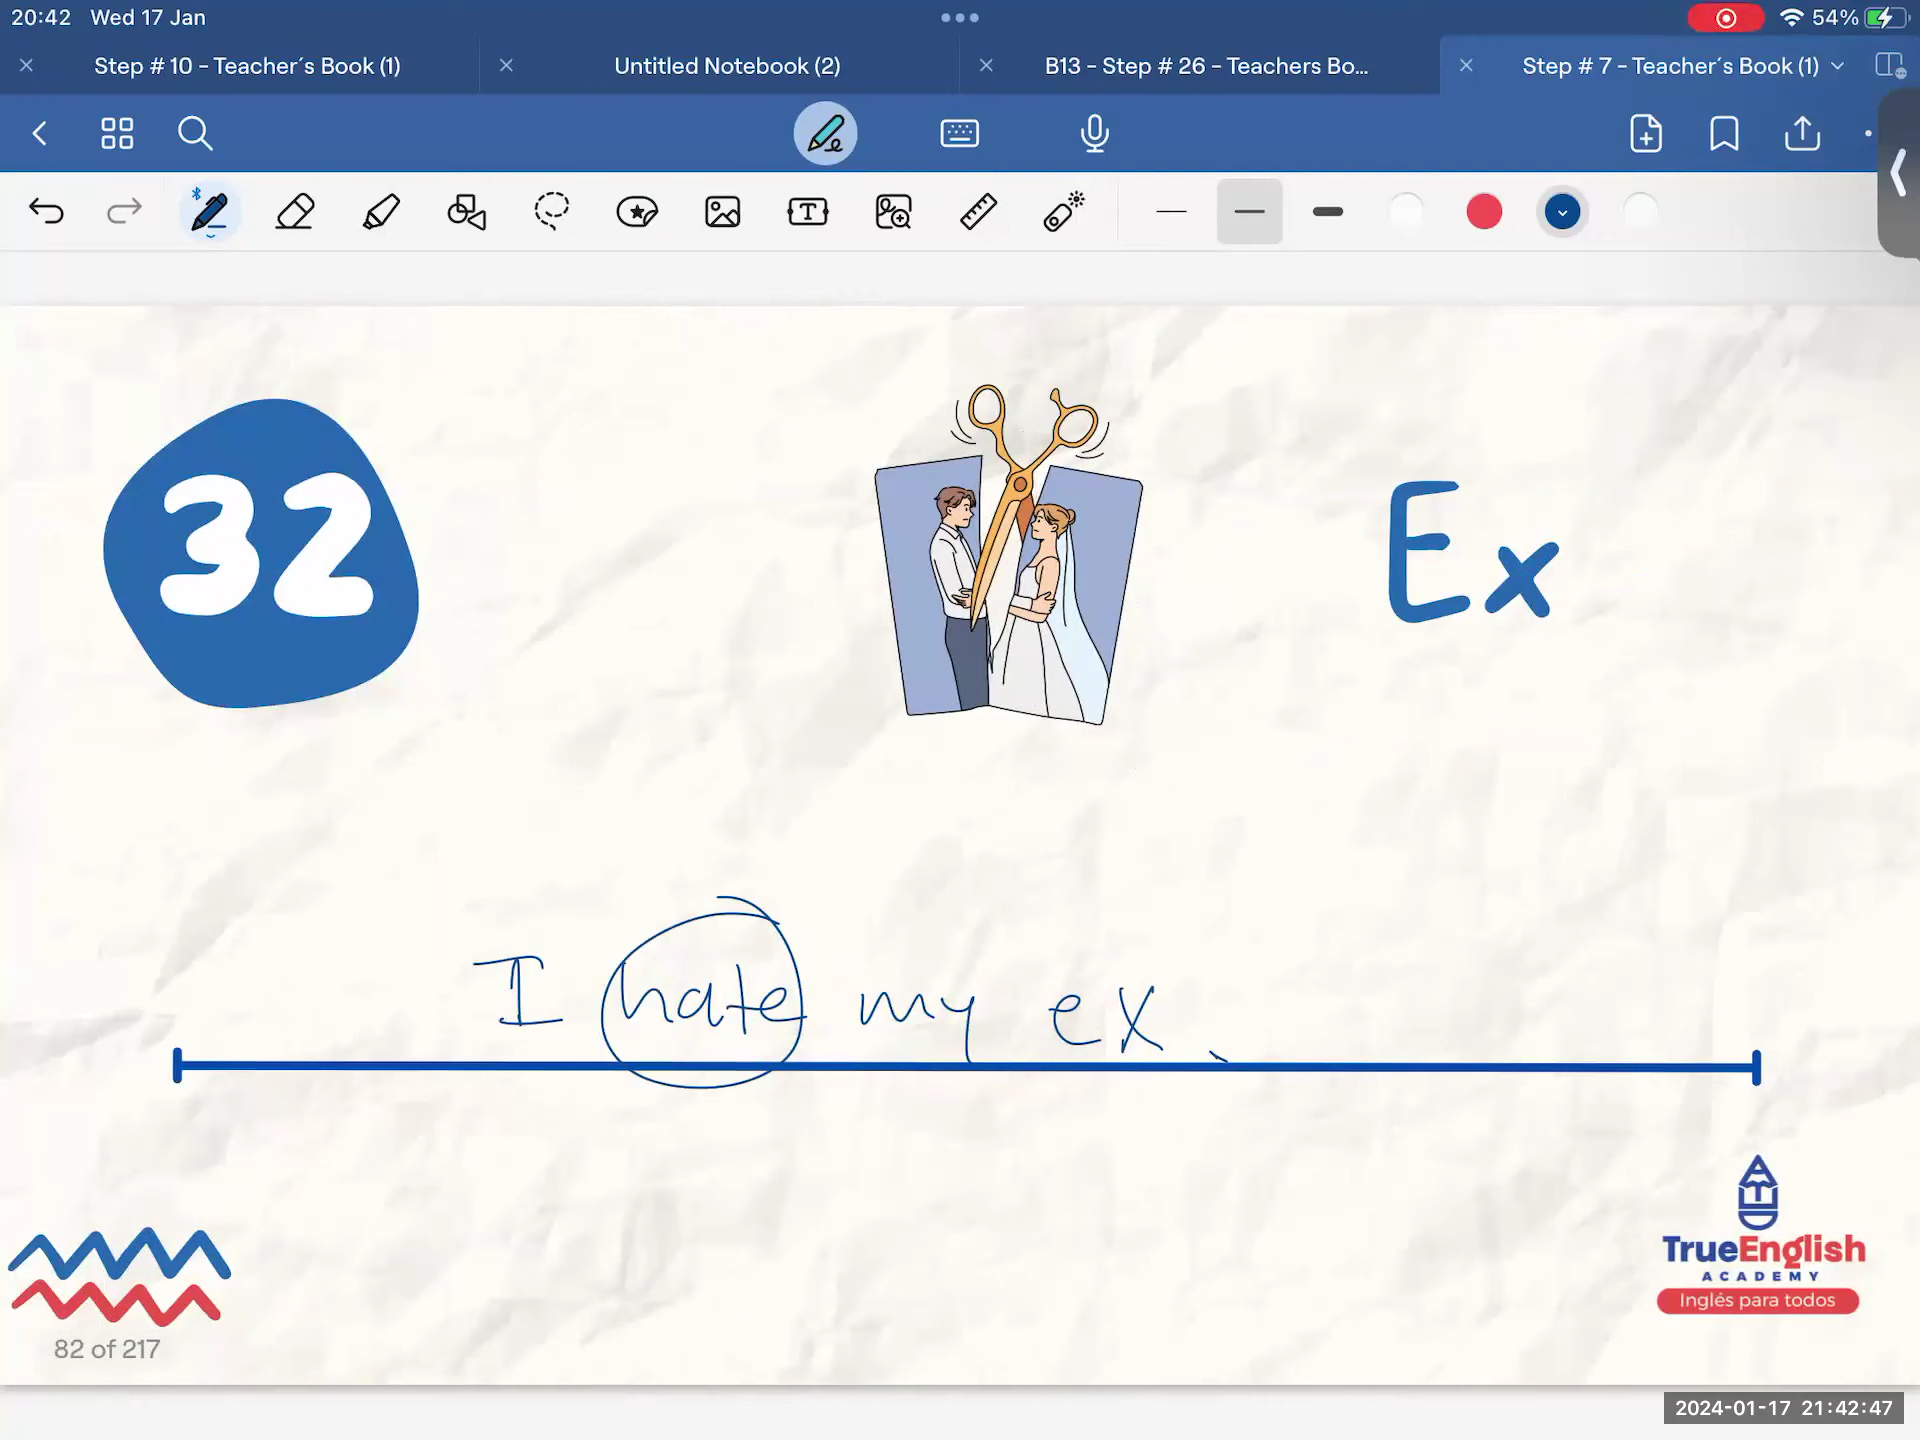 20:42 Wed 17 Jan
54%
Step # 10 – Teacher´s Book (1)
Untitled Notebook (2)
B13 – Step # 26 – Teachers Bo...
Step # 7 – Teacher´s Book (1)
32
Ex
I hate my ex.
TrueEnglish
ACADEMY
Inglés para todos
82 of 217
2024-01-17 21:42:47